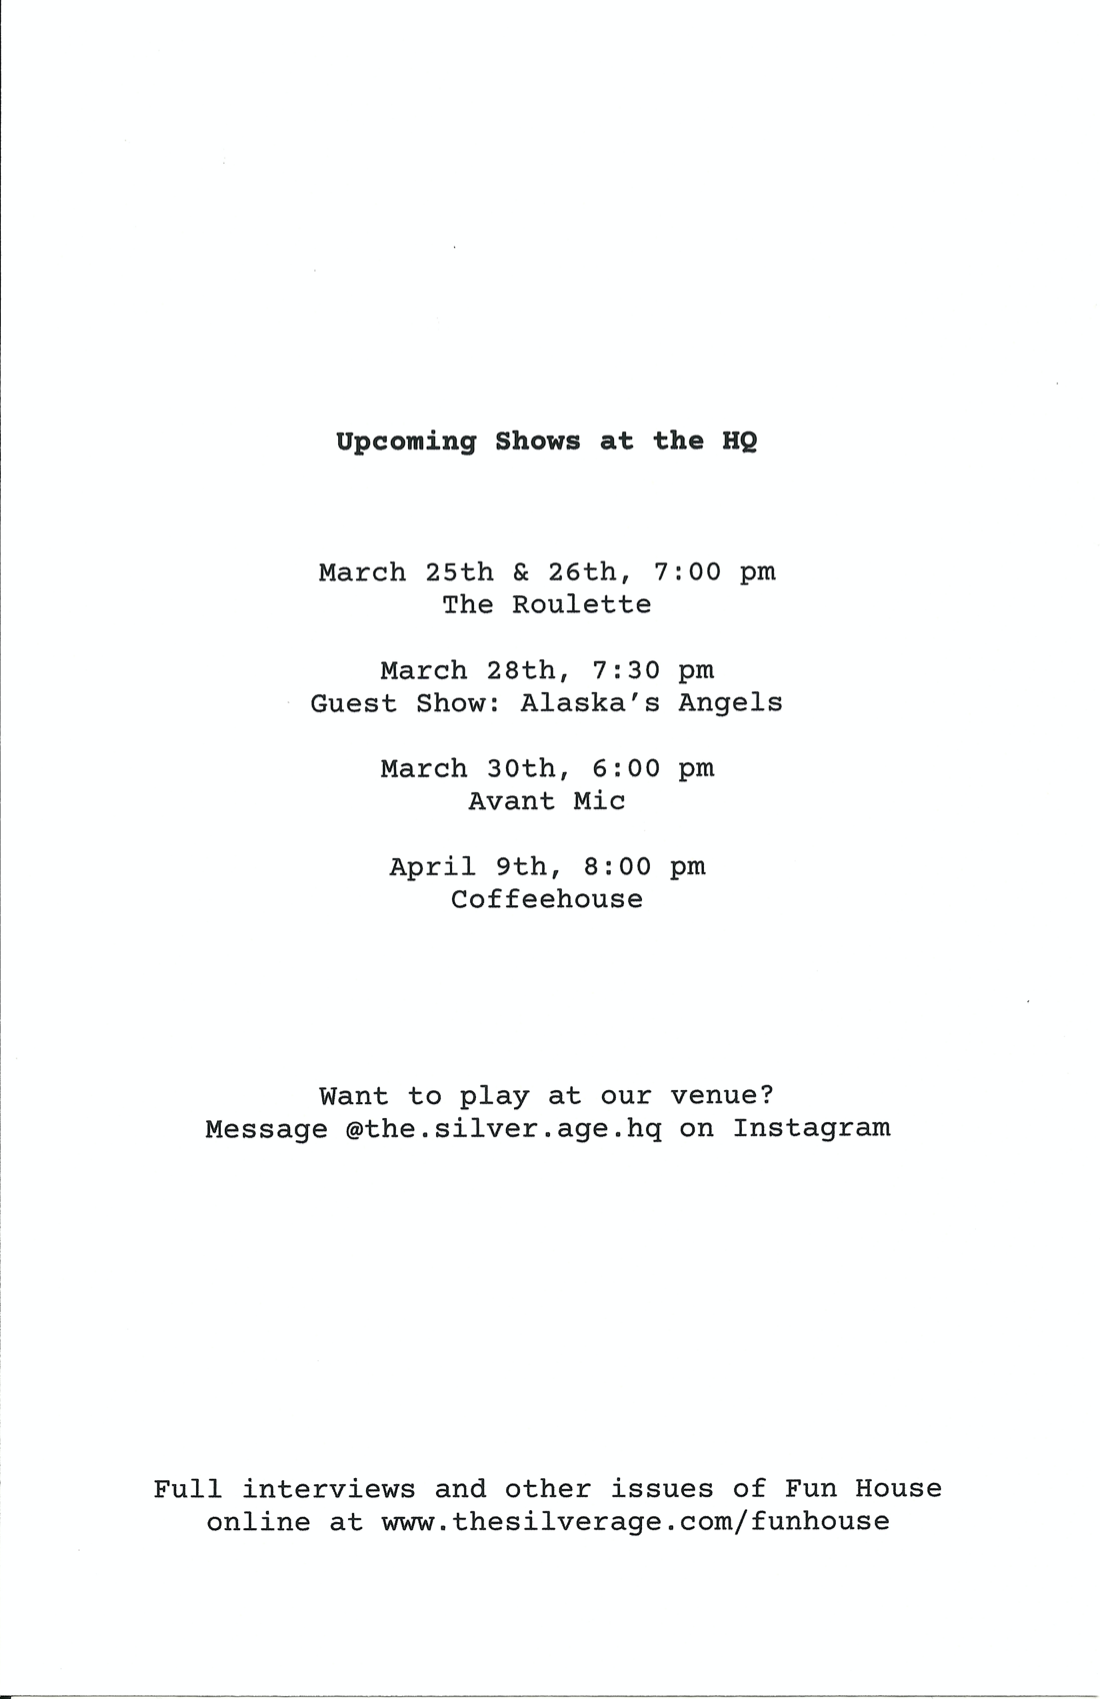 Upcoming Shows at the HQ
March 25th & 26th, 7:00 pm
The Roulette
March 28th, 7:30 pm
Guest Show: Alaska's Angels
March 30th, 6:00 pm
Avant Mic
April 9th, 8:00 pm
Coffeehouse
Want to play at our venue?
Message @the.silver.age.hq on Instagram
Full interviews and other issues of Fun House
online at www.thesilverage.com/funhouse